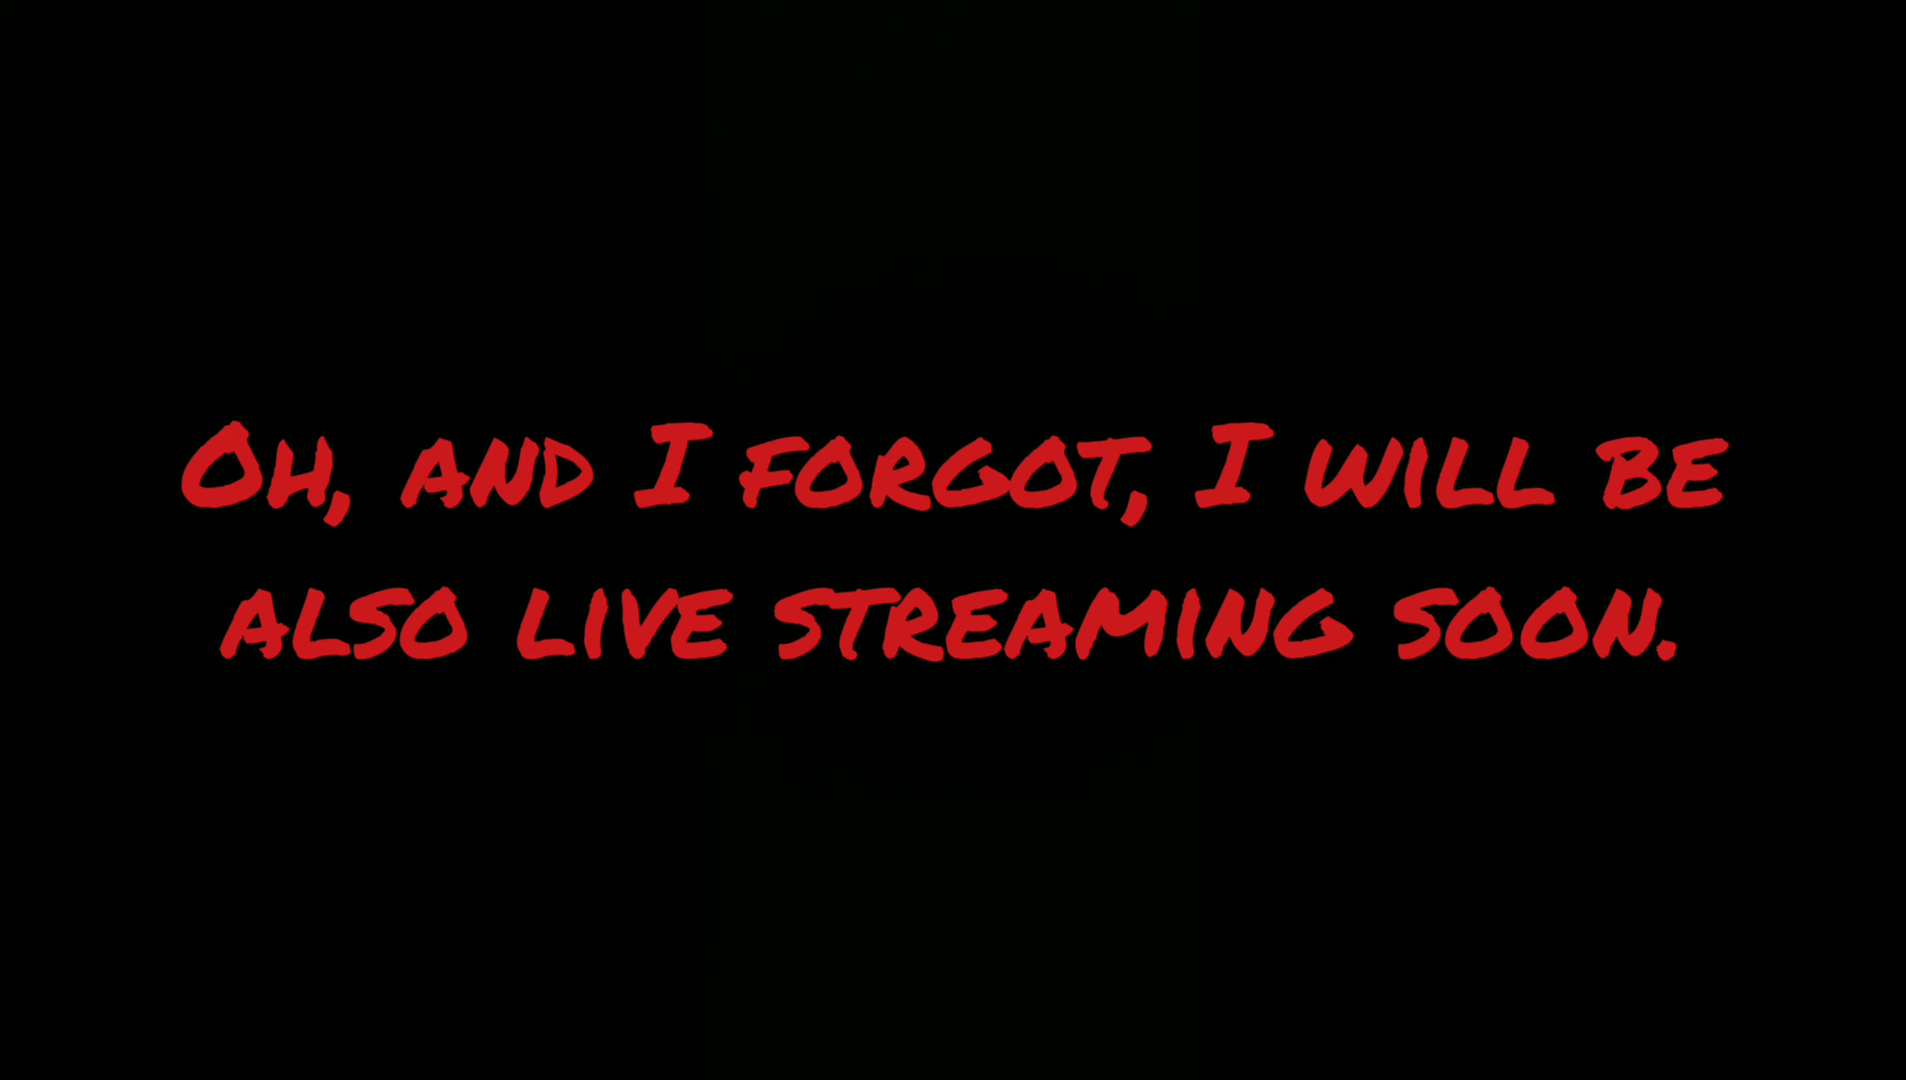 Oh, and I forgot, I will be
also live streaming soon.